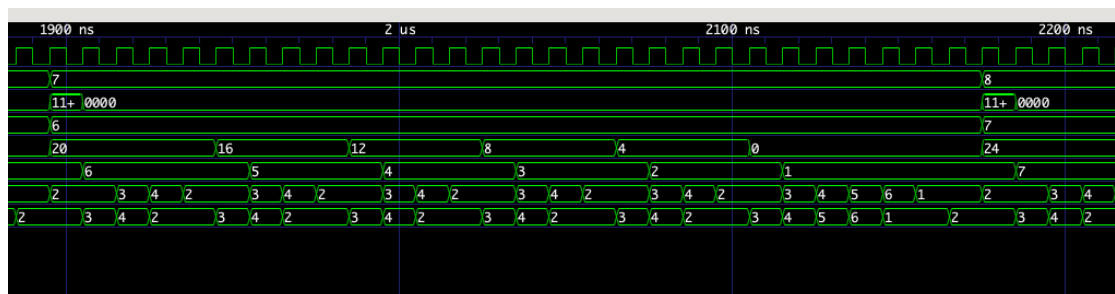 1900 ns 2 us 2100 ns 2200 ns
7 8
11+ 0000 11+ 0000
6 7
20 16 12 8 4 0 24
6 5 4 3 2 1 7
2 3 4 2 3 4 2 3 4 2 3 4 2 3 4 2 3 4 5 6 1 2 3 4
2 3 4 2 3 4 2 3 4 2 3 4 2 3 4 2 3 4 5 6 1 2 3 4 2